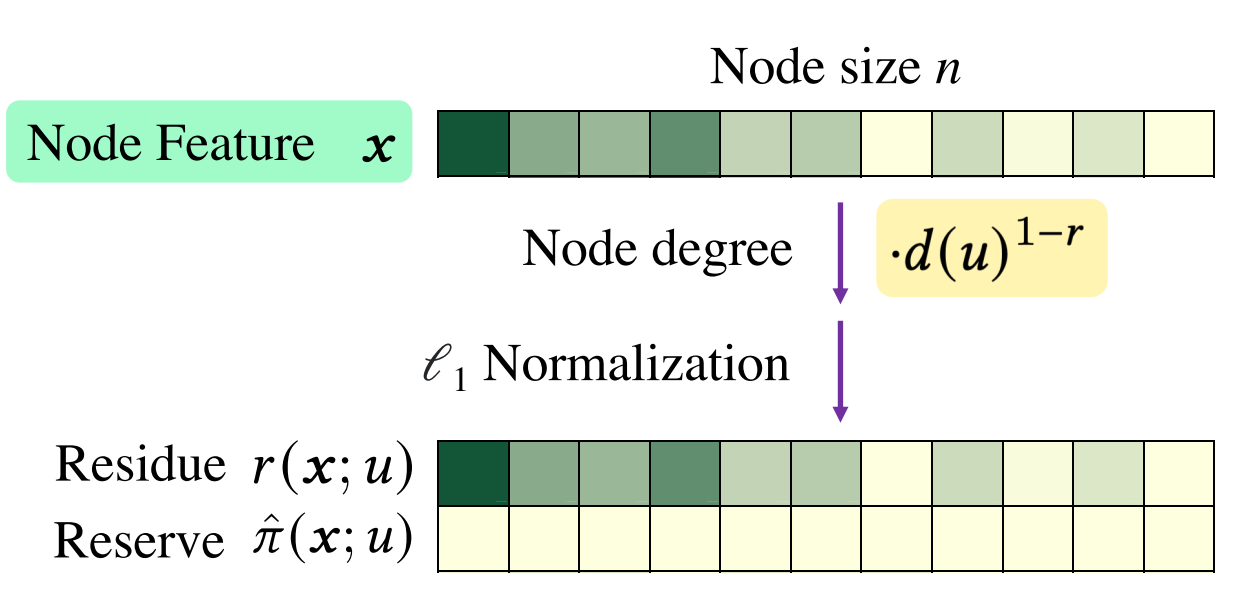 Node size n
Node Feature x
Node degree ·d(u)^{1−r}
ℓ₁ Normalization
Residue r(x; u)
Reserve π̂(x; u)